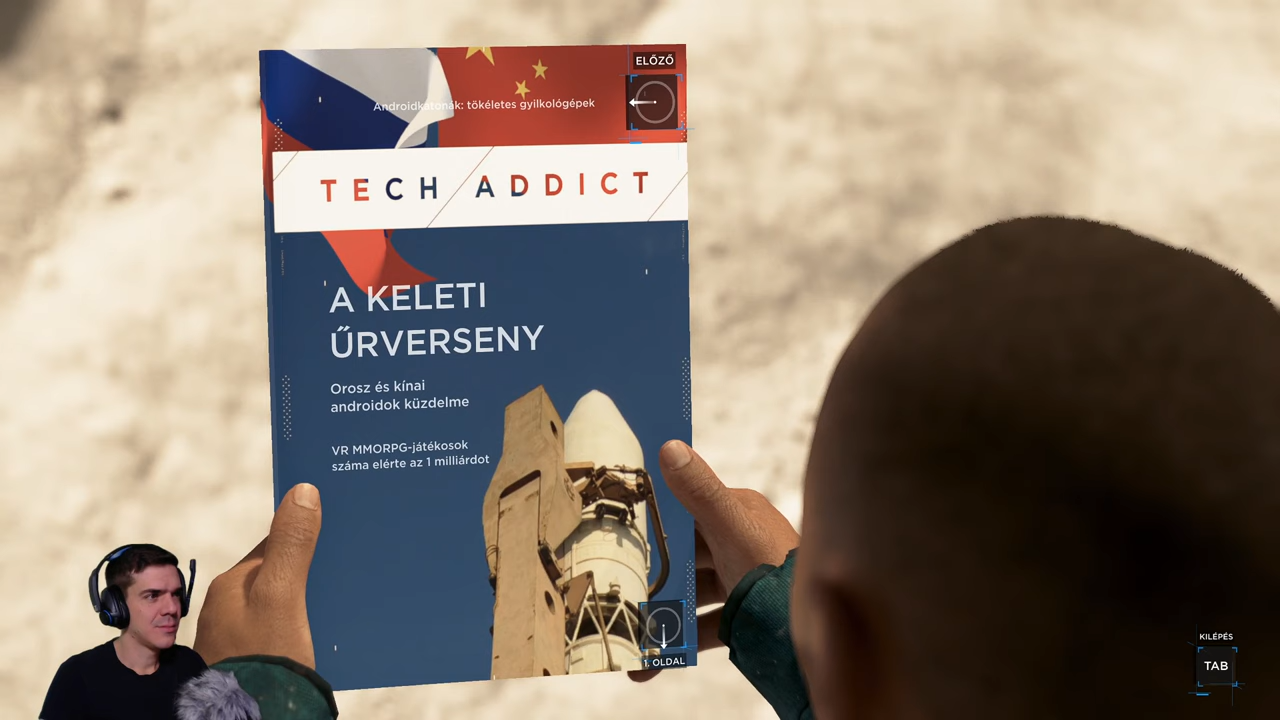 ELŐZŐ
Androidkatonák: tökéletes gyilkológépek
TECH ADDICT
A KELETI
ŰRVERSENY
Orosz és kínai
androidok küzdelme
VR MMORPG-játékosok
száma elérte az 1 milliárdot
1. OLDAL
KILÉPÉS
TAB